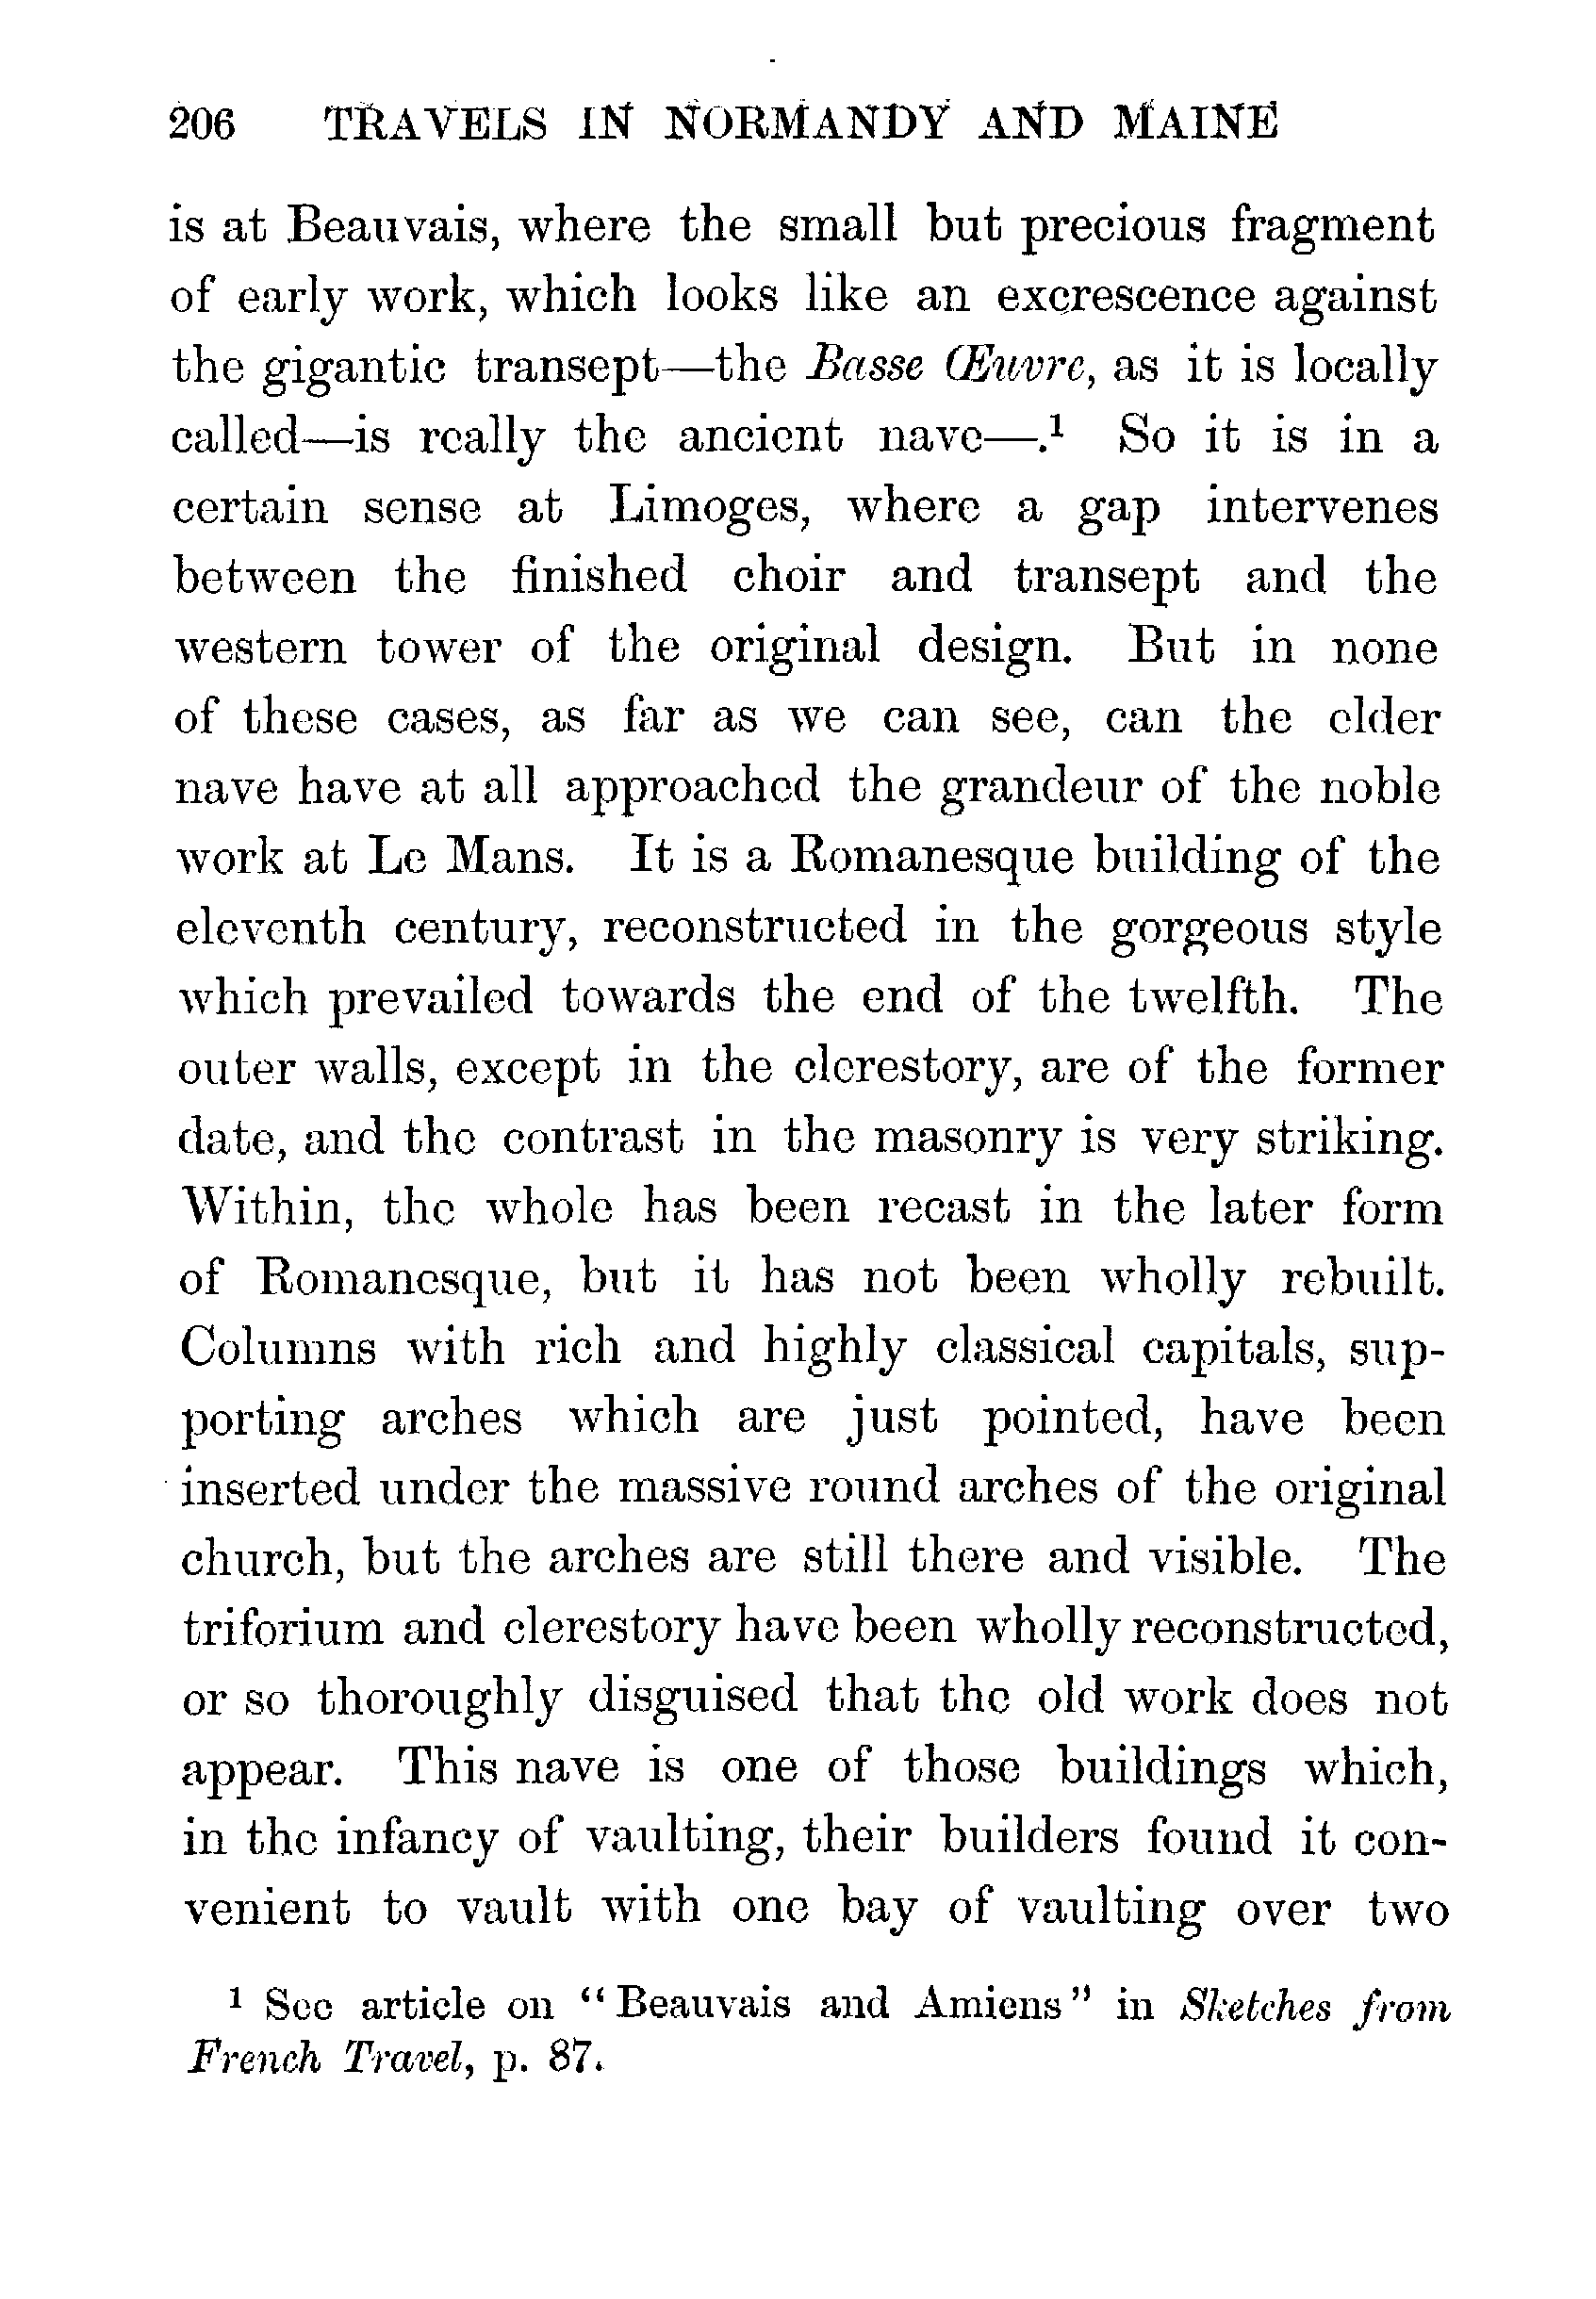 206 TRAVELS IN NORMANDY AND MAINE
is at Beauvais, where the small but precious fragment
of early work, which looks like an excrescence against
the gigantic transept—the Basse Œuvre, as it is locally
called—is really the ancient nave—.¹ So it is in a
certain sense at Limoges, where a gap intervenes
between the finished choir and transept and the
western tower of the original design. But in none
of these cases, as far as we can see, can the elder
nave have at all approached the grandeur of the noble
work at Le Mans. It is a Romanesque building of the
eleventh century, reconstructed in the gorgeous style
which prevailed towards the end of the twelfth. The
outer walls, except in the clerestory, are of the former
date, and the contrast in the masonry is very striking.
Within, the whole has been recast in the later form
of Romanesque, but it has not been wholly rebuilt.
Columns with rich and highly classical capitals, sup-
porting arches which are just pointed, have been
inserted under the massive round arches of the original
church, but the arches are still there and visible. The
triforium and clerestory have been wholly reconstructed,
or so thoroughly disguised that the old work does not
appear. This nave is one of those buildings which,
in the infancy of vaulting, their builders found it con-
venient to vault with one bay of vaulting over two
¹ See article on "Beauvais and Amiens" in Sketches from
French Travel, p. 87.